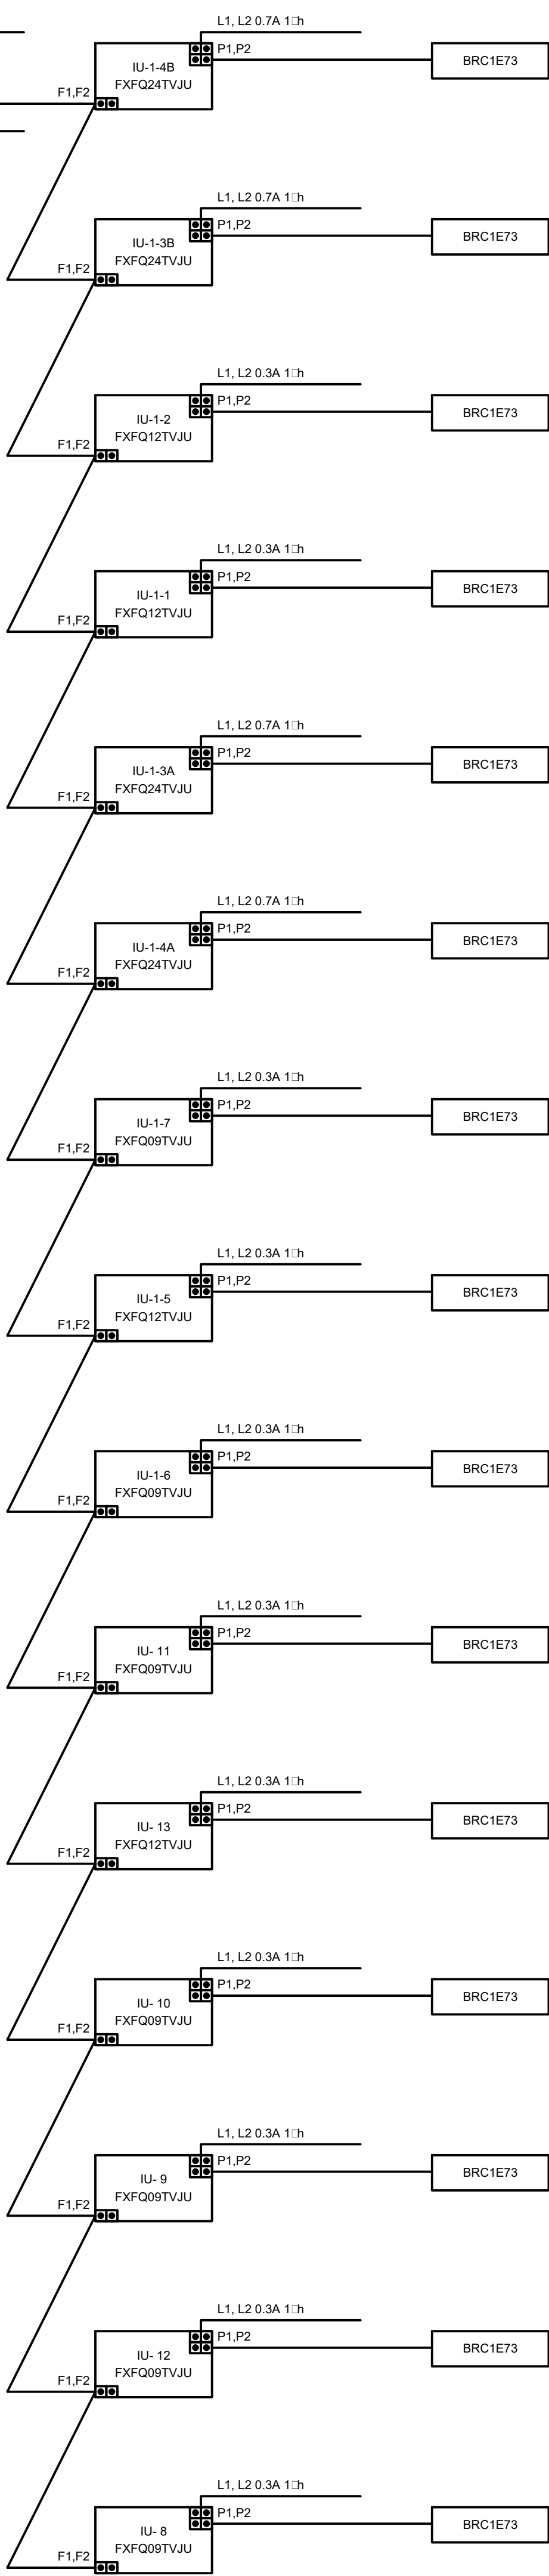 L1, L2 0.7A 1□h
P1,P2
IU-1-4B
FXFQ24TVJU
BRC1E73
F1,F2
L1, L2 0.7A 1□h
P1,P2
IU-1-3B
FXFQ24TVJU
BRC1E73
F1,F2
L1, L2 0.3A 1□h
P1,P2
IU-1-2
FXFQ12TVJU
BRC1E73
F1,F2
L1, L2 0.3A 1□h
P1,P2
IU-1-1
FXFQ12TVJU
BRC1E73
F1,F2
L1, L2 0.7A 1□h
P1,P2
IU-1-3A
FXFQ24TVJU
BRC1E73
F1,F2
L1, L2 0.7A 1□h
P1,P2
IU-1-4A
FXFQ24TVJU
BRC1E73
F1,F2
L1, L2 0.3A 1□h
P1,P2
IU-1-7
FXFQ09TVJU
BRC1E73
F1,F2
L1, L2 0.3A 1□h
P1,P2
IU-1-5
FXFQ12TVJU
BRC1E73
F1,F2
L1, L2 0.3A 1□h
P1,P2
IU-1-6
FXFQ09TVJU
BRC1E73
F1,F2
L1, L2 0.3A 1□h
P1,P2
IU- 11
FXFQ09TVJU
BRC1E73
F1,F2
L1, L2 0.3A 1□h
P1,P2
IU- 13
FXFQ12TVJU
BRC1E73
F1,F2
L1, L2 0.3A 1□h
P1,P2
IU- 10
FXFQ09TVJU
BRC1E73
F1,F2
L1, L2 0.3A 1□h
P1,P2
IU- 9
FXFQ09TVJU
BRC1E73
F1,F2
L1, L2 0.3A 1□h
P1,P2
IU- 12
FXFQ09TVJU
BRC1E73
F1,F2
L1, L2 0.3A 1□h
P1,P2
IU- 8
FXFQ09TVJU
BRC1E73
F1,F2